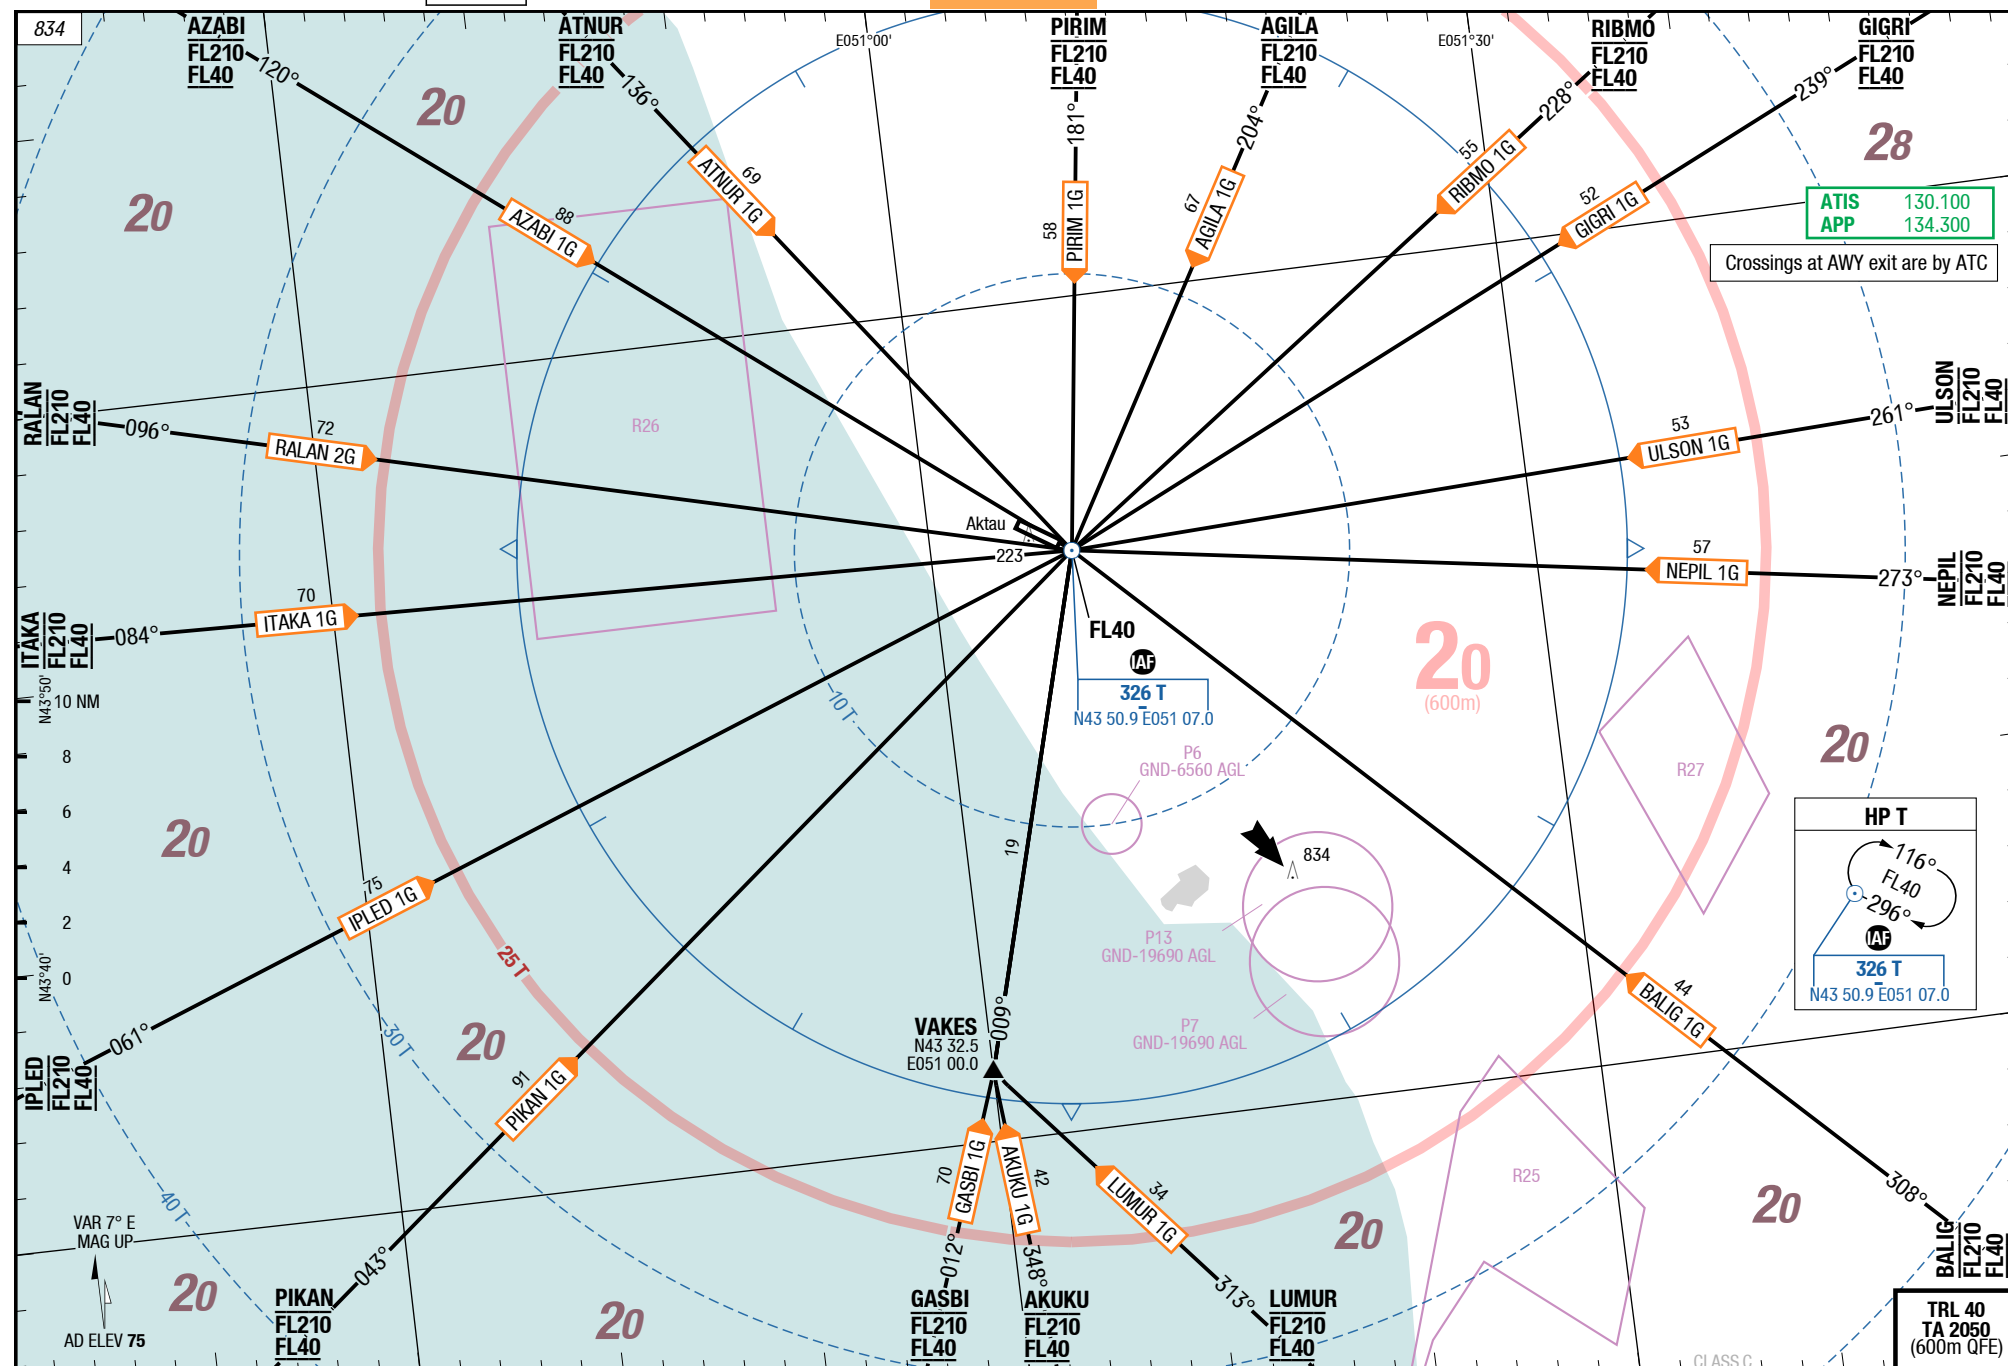 834
AZABI
FL210
FL40
ATNUR
FL210
FL40
E051°00'
PIRIM
FL210
FL40
AGILA
FL210
FL40
E051°30'
RIBMO
FL210
FL40
GIGRI
FL210
FL40
120°
136°
181°
204°
228°
239°
20
20
28
ATIS 130.100
APP 134.300
Crossings at AWY exit are by ATC
69
ATNUR 1G
88
AZABI 1G
58
PIRIM 1G
67
AGILA 1G
55
RIBMO 1G
52
GIGRI 1G
RALAN
FL210
FL40
096°
72
RALAN 2G
R26
ULSON
FL210
FL40
261°
53
ULSON 1G
Aktau
223
57
NEPIL 1G
273°
NEPIL
FL210
FL40
ITAKA
FL210
FL40
084°
70
ITAKA 1G
FL40
IAF
326 T
N43 50.9 E051 07.0
20
(600m)
N43°50'
10 NM
8
6
4
2
0
N43°40'
10 T
P6
GND-6560 AGL
R27
20
20
HP T
116°
FL40
296°
IAF
326 T
N43 50.9 E051 07.0
19
834
75
IPLED 1G
P13
GND-19690 AGL
25 T
44
BALIG 1G
P7
GND-19690 AGL
VAKES
N43 32.5
E051 00.0
009°
30 T
20
061°
IPLED
FL210
FL40
91
PIKAN 1G
70
GASBI 1G
42
AKUKU 1G
34
LUMUR 1G
R25
20
20
308°
BALIG
FL210
FL40
40 T
VAR 7° E
MAG UP
AD ELEV 75
20
043°
PIKAN
FL210
FL40
20
012°
GASBI
FL210
FL40
348°
AKUKU
FL210
FL40
313°
LUMUR
FL210
FL40
TRL 40
TA 2050
(600m QFE)
CLASS C